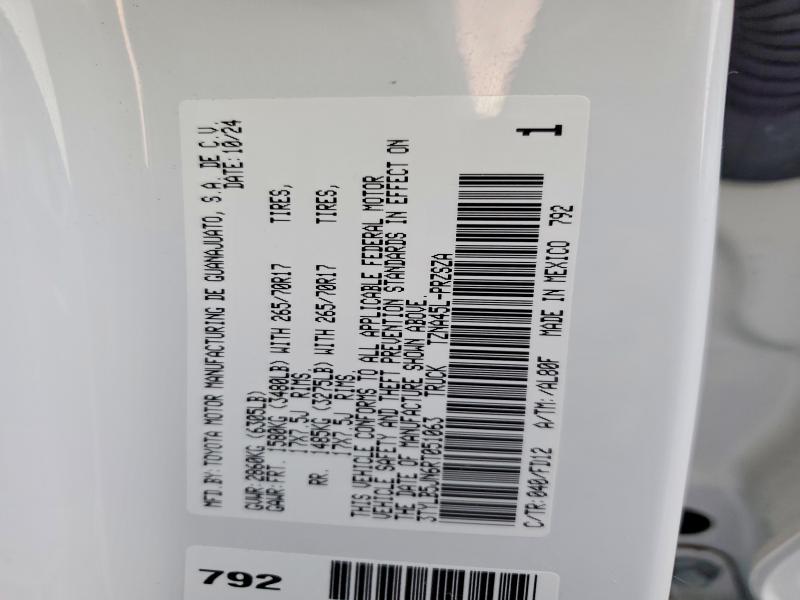 MFD.BY: TOYOTA MOTOR MANUFACTURING DE GUANAJUATO, S.A. DE C.V.
DATE: 10/24
GVWR: 2860KG (6305LB)
GAWR: FRT. 1580KG (3480LB) WITH 265/70R17 TIRES,
17X7.5J RIMS,
RR. 1485KG (3275LB) WITH 265/70R17 TIRES,
17X7.5J RIMS,
THIS VEHICLE CONFORMS TO ALL APPLICABLE FEDERAL MOTOR
VEHICLE SAFETY AND THEFT PREVENTION STANDARDS IN EFFECT ON
THE DATE OF MANUFACTURE SHOWN ABOVE.
3TYLB5JN6RT051063 TRUCK TZNA45L-PRZSZA
C/TR: 040/FD12 A/TM: /AL80F MADE IN MEXICO 792
1
792